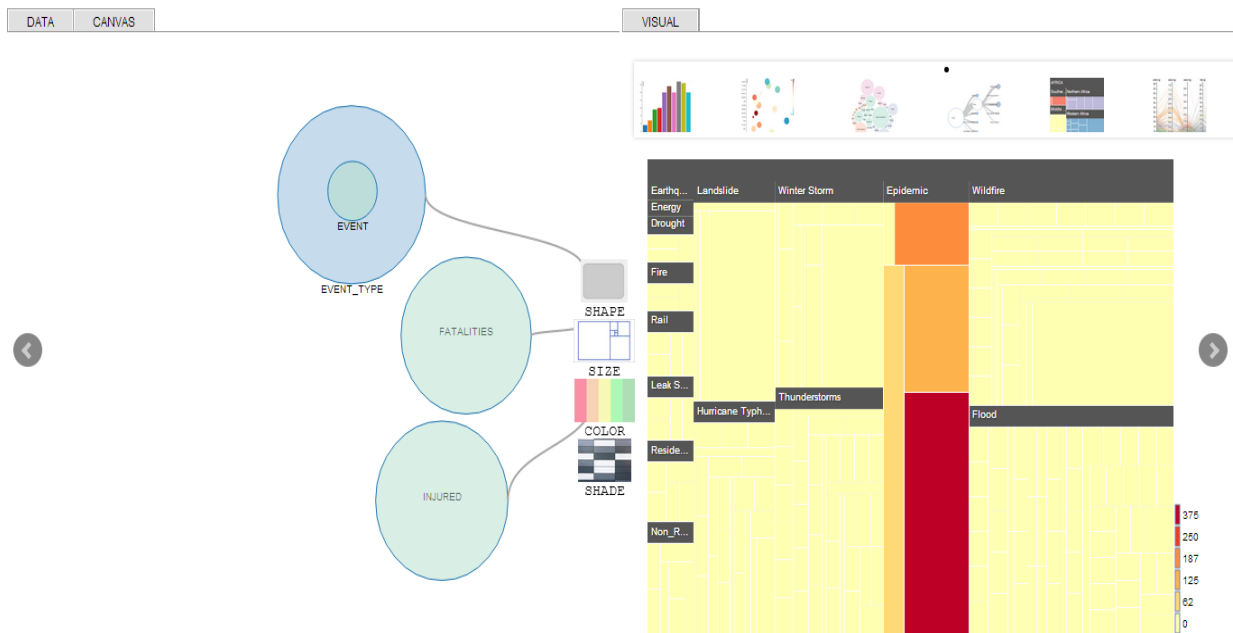 DATA
CANVAS
VISUAL
EVENT
EVENT_TYPE
FATALITIES
INJURED
SHAPE
SIZE
COLOR
SHADE
Earthq... Landslide Winter Storm Epidemic Wildfire
Energy
Drought
Fire
Rail
Leak S...
Thunderstorms
Hurricane Typh...
Flood
Reside...
Non_R...
375
250
187
125
62
0